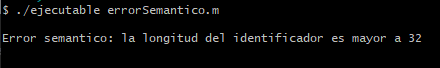 $ ./ejecutable errorSemantico.m
Error semantico: la longitud del identificador es mayor a 32